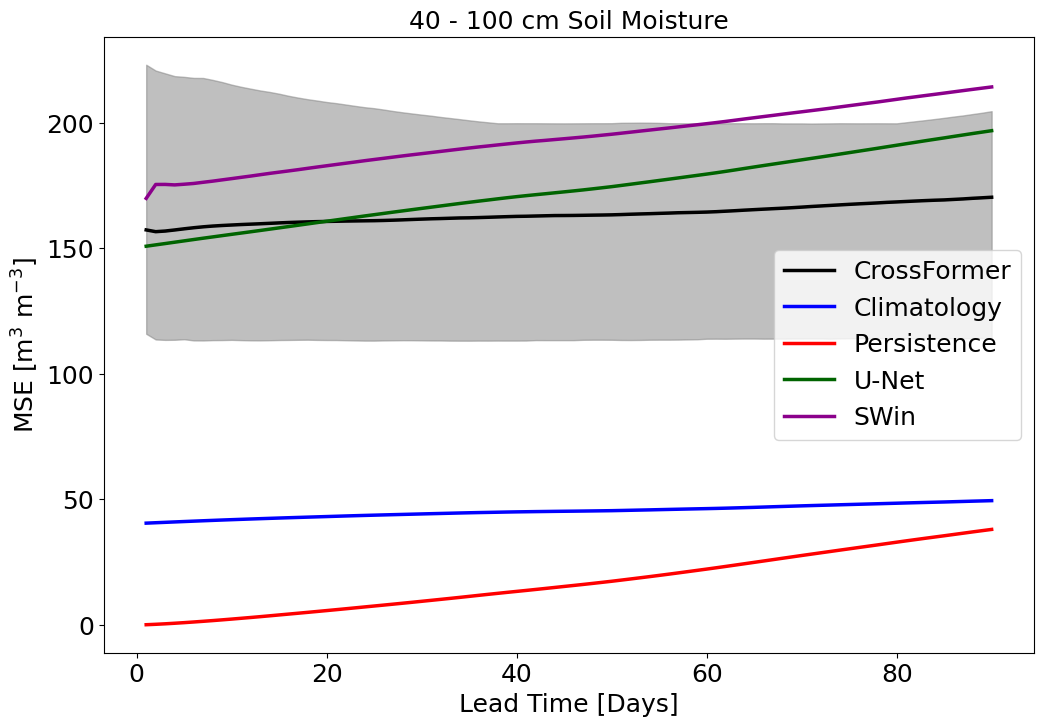 40 - 100 cm Soil Moisture
MSE [m³ m⁻³]
200
150
100
50
0
CrossFormer
Climatology
Persistence
U-Net
SWin
0 20 40 60 80
Lead Time [Days]